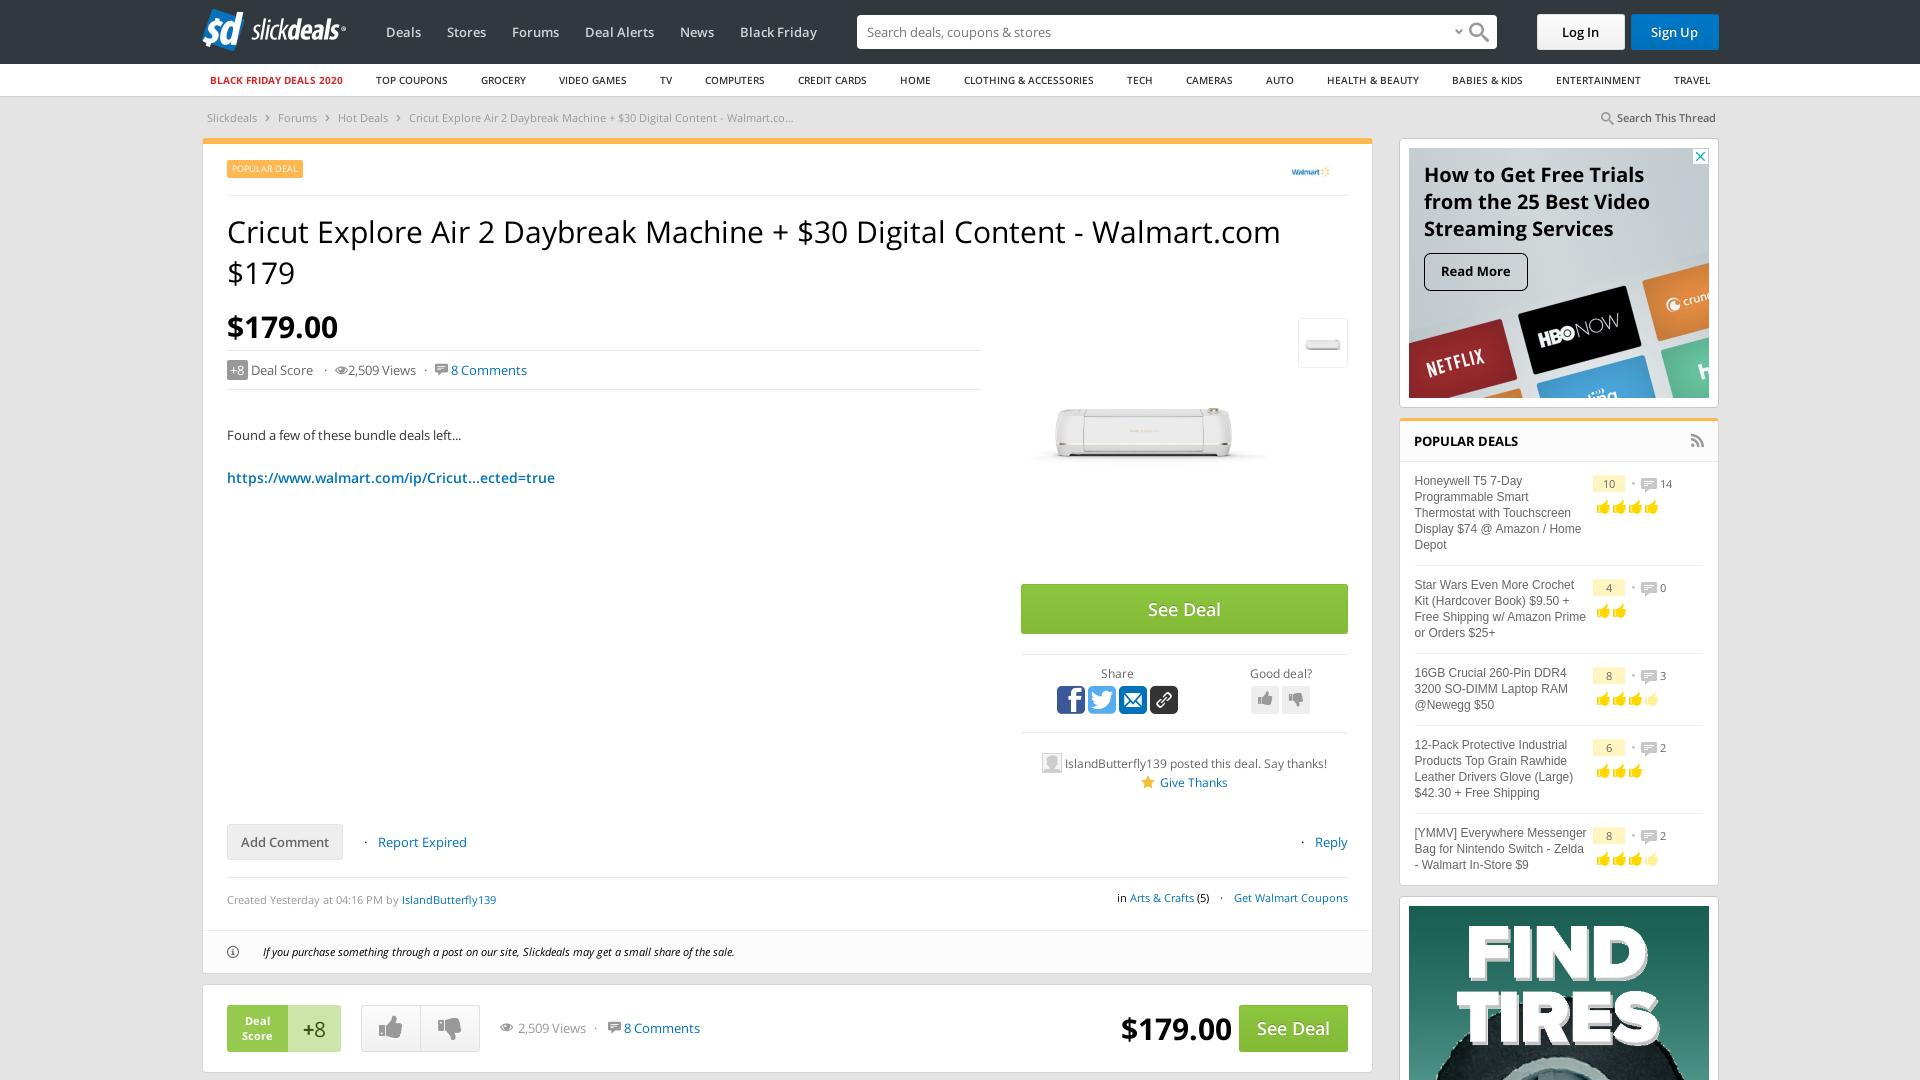 sd slickdeals
Deals
Stores
Forums
Deal Alerts
News
Black Friday
Search deals, coupons & stores
Log In
Sign Up
BLACK FRIDAY DEALS 2020
TOP COUPONS
GROCERY
VIDEO GAMES
TV
COMPUTERS
CREDIT CARDS
HOME
CLOTHING & ACCESSORIES
TECH
CAMERAS
AUTO
HEALTH & BEAUTY
BABIES & KIDS
ENTERTAINMENT
TRAVEL
Slickdeals › Forums › Hot Deals › Cricut Explore Air 2 Daybreak Machine + $30 Digital Content - Walmart.co...
Search This Thread
POPULAR DEAL
Walmart
Cricut Explore Air 2 Daybreak Machine + $30 Digital Content - Walmart.com
$179
$179.00
+8 Deal Score · 2,509 Views · 8 Comments
Found a few of these bundle deals left...
https://www.walmart.com/ip/Cricut...ected=true
See Deal
Share
Good deal?
IslandButterfly139 posted this deal. Say thanks!
Give Thanks
Add Comment · Report Expired
· Reply
Created Yesterday at 04:16 PM by IslandButterfly139
in Arts & Crafts (5) · Get Walmart Coupons
If you purchase something through a post on our site, Slickdeals may get a small share of the sale.
Deal
Score
+8
2,509 Views · 8 Comments
$179.00
See Deal
How to Get Free Trials
from the 25 Best Video
Streaming Services
Read More
NETFLIX
HBO NOW
crunc
ling
h
POPULAR DEALS
Honeywell T5 7-Day
Programmable Smart
Thermostat with Touchscreen
Display $74 @ Amazon / Home
Depot
10 • 14
Star Wars Even More Crochet
Kit (Hardcover Book) $9.50 +
Free Shipping w/ Amazon Prime
or Orders $25+
4 • 0
16GB Crucial 260-Pin DDR4
3200 SO-DIMM Laptop RAM
@Newegg $50
8 • 3
12-Pack Protective Industrial
Products Top Grain Rawhide
Leather Drivers Glove (Large)
$42.30 + Free Shipping
6 • 2
[YMMV] Everywhere Messenger
Bag for Nintendo Switch - Zelda
- Walmart In-Store $9
8 • 2
FIND
TIRES